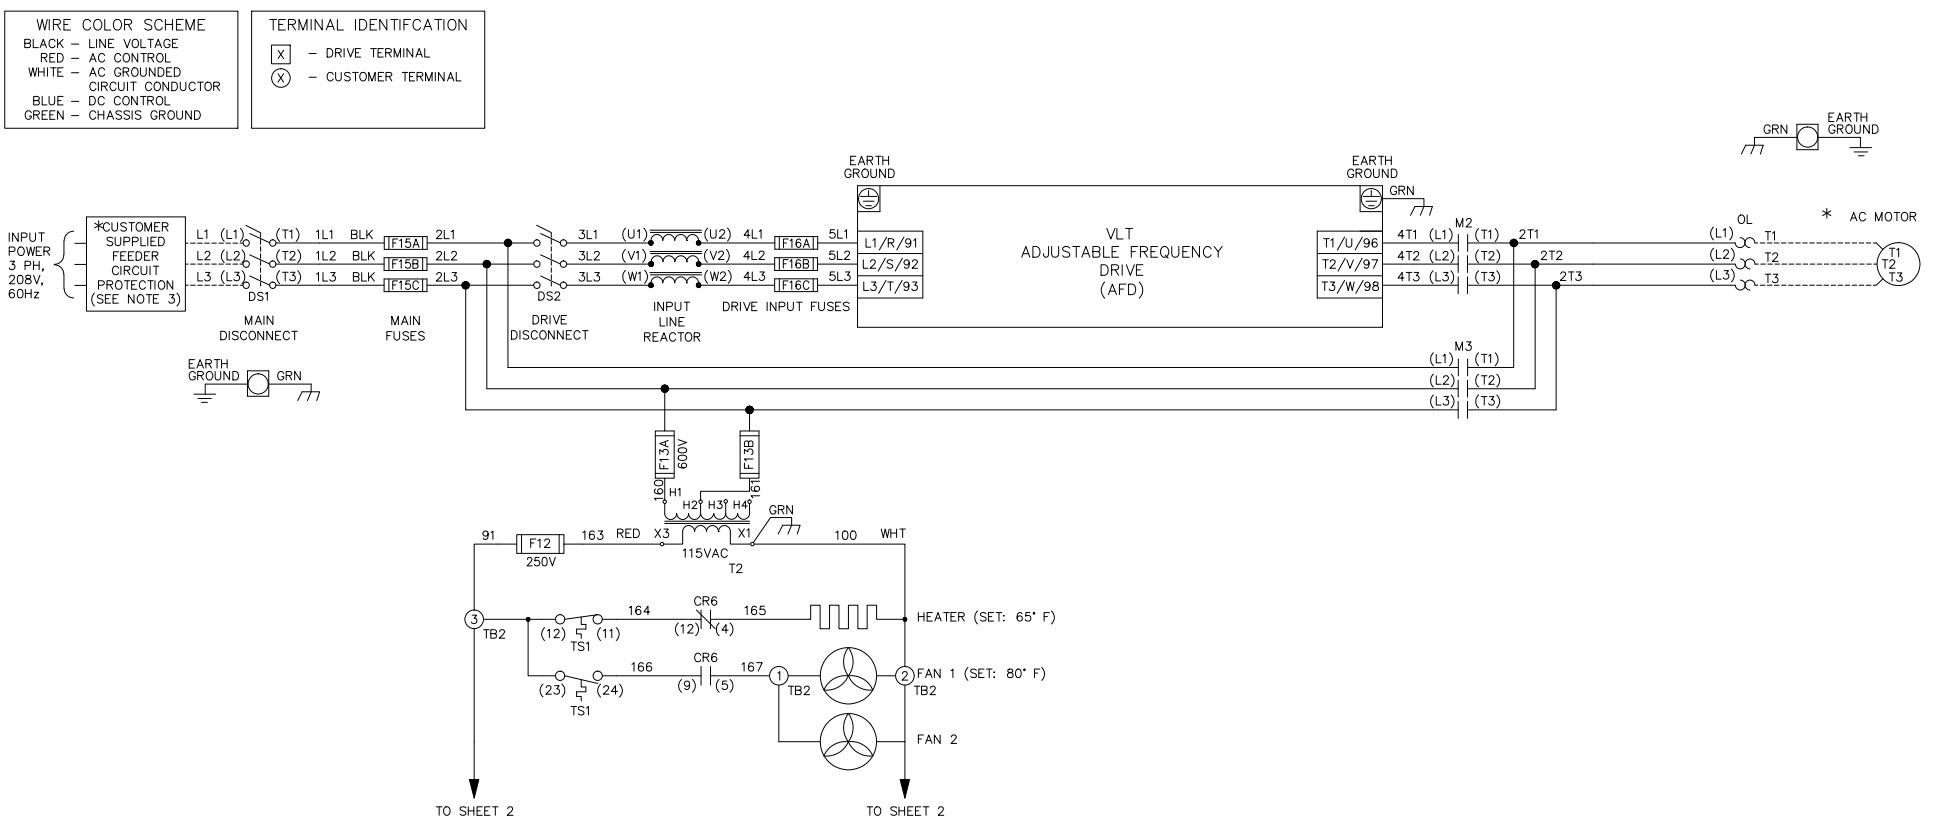 WIRE COLOR SCHEME
BLACK – LINE VOLTAGE
RED – AC CONTROL
WHITE – AC GROUNDED
CIRCUIT CONDUCTOR
BLUE – DC CONTROL
GREEN – CHASSIS GROUND
TERMINAL IDENTIFCATION
X – DRIVE TERMINAL
X – CUSTOMER TERMINAL
INPUT
POWER
3 PH,
208V,
60Hz
*CUSTOMER
SUPPLIED
FEEDER
CIRCUIT
PROTECTION
(SEE NOTE 3)
L1 (L1) (T1) 1L1 BLK F15A 2L1 3L1 (U1) (U2) 4L1 F16A 5L1 L1/R/91
L2 (L2) (T2) 1L2 BLK F15B 2L2 3L2 (V1) (V2) 4L2 F16B 5L2 L2/S/92
L3 (L3) (T3) 1L3 BLK F15C 2L3 3L3 (W1) (W2) 4L3 F16C 5L3 L3/T/93
DS1
MAIN
DISCONNECT
MAIN
FUSES
DS2
DRIVE
DISCONNECT
INPUT
LINE
REACTOR
DRIVE INPUT FUSES
EARTH
GROUND
VLT
ADJUSTABLE FREQUENCY
DRIVE
(AFD)
EARTH
GROUND
GRN
M2
T1/U/96 4T1 (L1) (T1) 2T1
T2/V/97 4T2 (L2) (T2) 2T2
T3/W/98 4T3 (L3) (T3) 2T3
GRN
EARTH
GROUND
OL
* AC MOTOR
(L1) T1
(L2) T2
(L3) T3
T1
T2
T3
M3
(L1) (T1)
(L2) (T2)
(L3) (T3)
EARTH
GROUND
GRN
F13A
600V
F13B
160
161
H1
H2 H3 H4
GRN
91 F12 163 RED X3 X1 100 WHT
250V
115VAC
T2
3
TB2
164 CR6 165
(12) (11) (12) (4)
TS1
HEATER (SET: 65° F)
166 CR6 167
(23) (24) (9) (5)
TS1
1
TB2
2
TB2
FAN 1 (SET: 80° F)
FAN 2
TO SHEET 2
TO SHEET 2